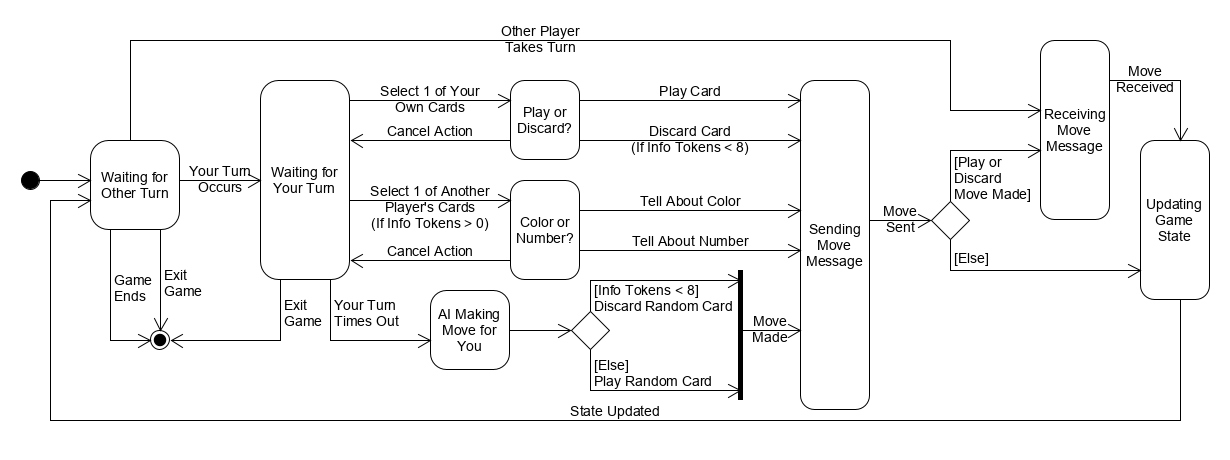 Other Player
Takes Turn
Move
Received
Select 1 of Your
Own Cards
Play or
Discard?
Play Card
Cancel Action
Discard Card
(If Info Tokens < 8)
Receiving
Move
Message
Waiting for
Other Turn
Your Turn
Occurs
Waiting for
Your Turn
[Play or
Discard
Move Made]
Select 1 of Another
Player's Cards
(If Info Tokens > 0)
Color or
Number?
Tell About Color
Tell About Number
Cancel Action
Sending
Move
Message
Move
Sent
[Else]
Updating
Game
State
Game
Ends
Exit
Game
Exit
Game
Your Turn
Times Out
AI Making
Move for
You
[Info Tokens < 8]
Discard Random Card
[Else]
Play Random Card
Move
Made
State Updated